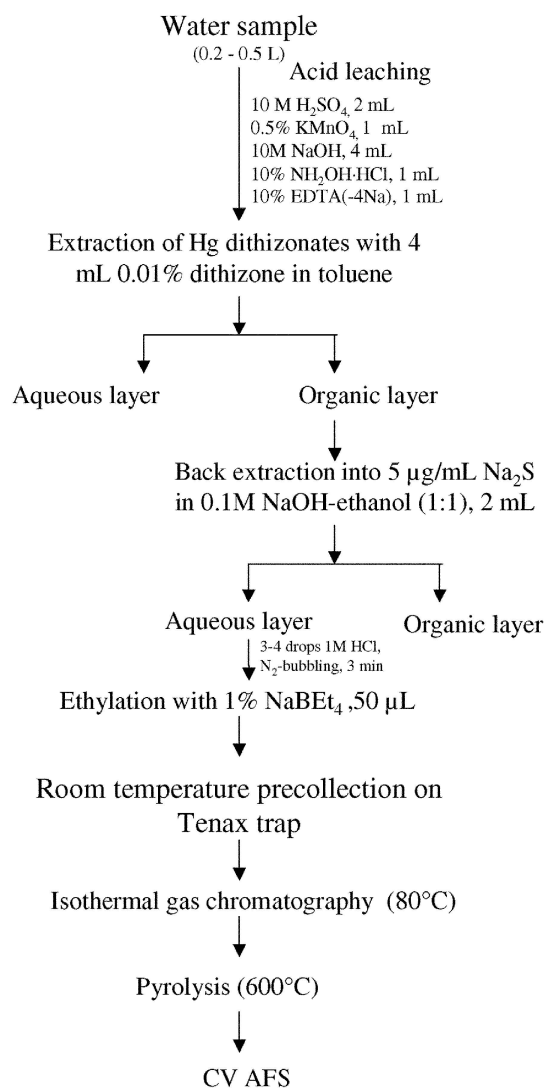 Water sample
(0.2 - 0.5 L)
Acid leaching
10 M H₂SO₄, 2 mL
0.5% KMnO₄, 1 mL
10M NaOH, 4 mL
10% NH₂OH·HCl, 1 mL
10% EDTA(-4Na), 1 mL
Extraction of Hg dithizonates with 4
mL 0.01% dithizone in toluene
Aqueous layer
Organic layer
Back extraction into 5 µg/mL Na₂S
in 0.1M NaOH-ethanol (1:1), 2 mL
Aqueous layer
Organic layer
3-4 drops 1M HCl,
N₂-bubbling, 3 min
Ethylation with 1% NaBEt₄ ,50 µL
Room temperature precollection on
Tenax trap
Isothermal gas chromatography (80°C)
Pyrolysis (600°C)
CV AFS